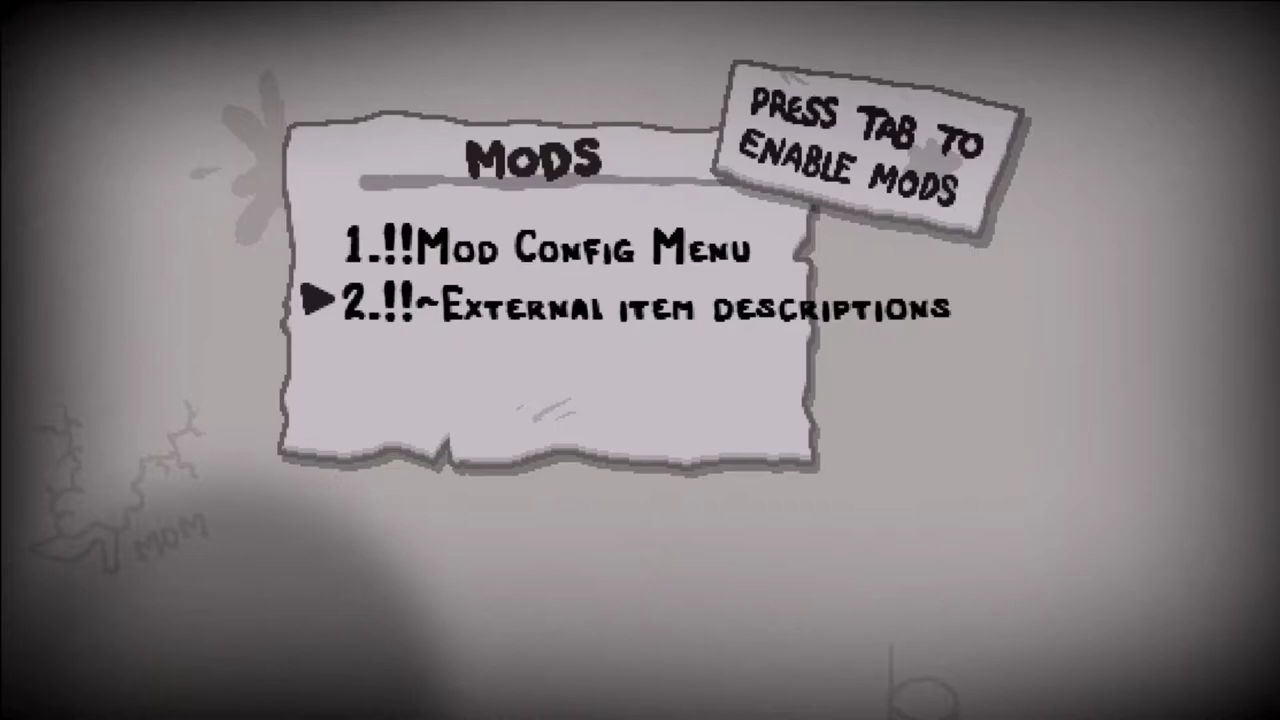 MODS
PRESS TAB TO
ENABLE MODS
1.!!MOD CONFIG MENU
2.!!~EXTERNAL ITEM DESCRIPTIONS
MOM